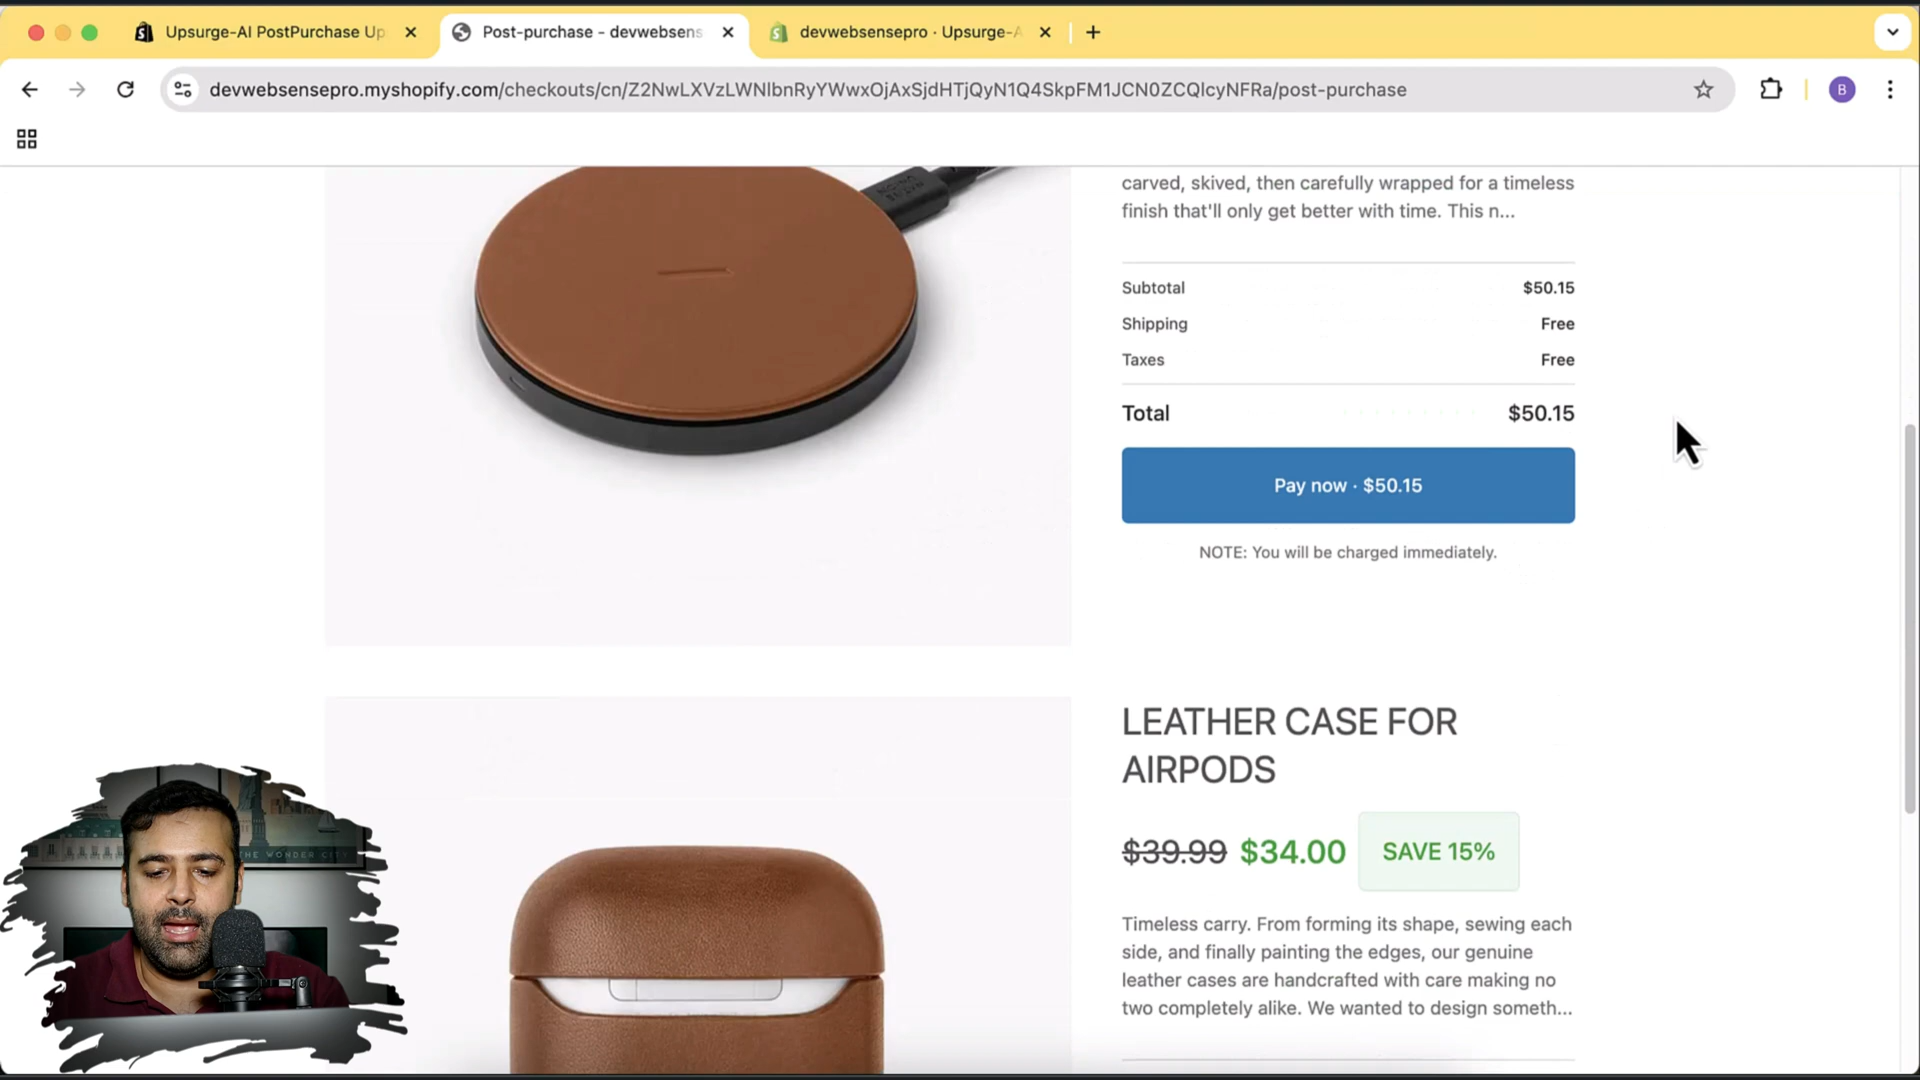 Upsurge-AI PostPurchase Up
Post-purchase - devwebsens
devwebsensepro · Upsurge-A
devwebsensepro.myshopify.com/checkouts/cn/Z2NwLXVzLWNlbnRyYWwxOjAxSjdHTjQyN1Q4SkpFM1JCN0ZCQlcyNFRa/post-purchase
B
carved, skived, then carefully wrapped for a timeless
finish that'll only get better with time. This n...
Subtotal $50.15
Shipping Free
Taxes Free
Total $50.15
Pay now · $50.15
NOTE: You will be charged immediately.
LEATHER CASE FOR
AIRPODS
$39.99 $34.00 SAVE 15%
Timeless carry. From forming its shape, sewing each
side, and finally painting the edges, our genuine
leather cases are handcrafted with care making no
two completely alike. We wanted to design someth...
THE WONDER CITY